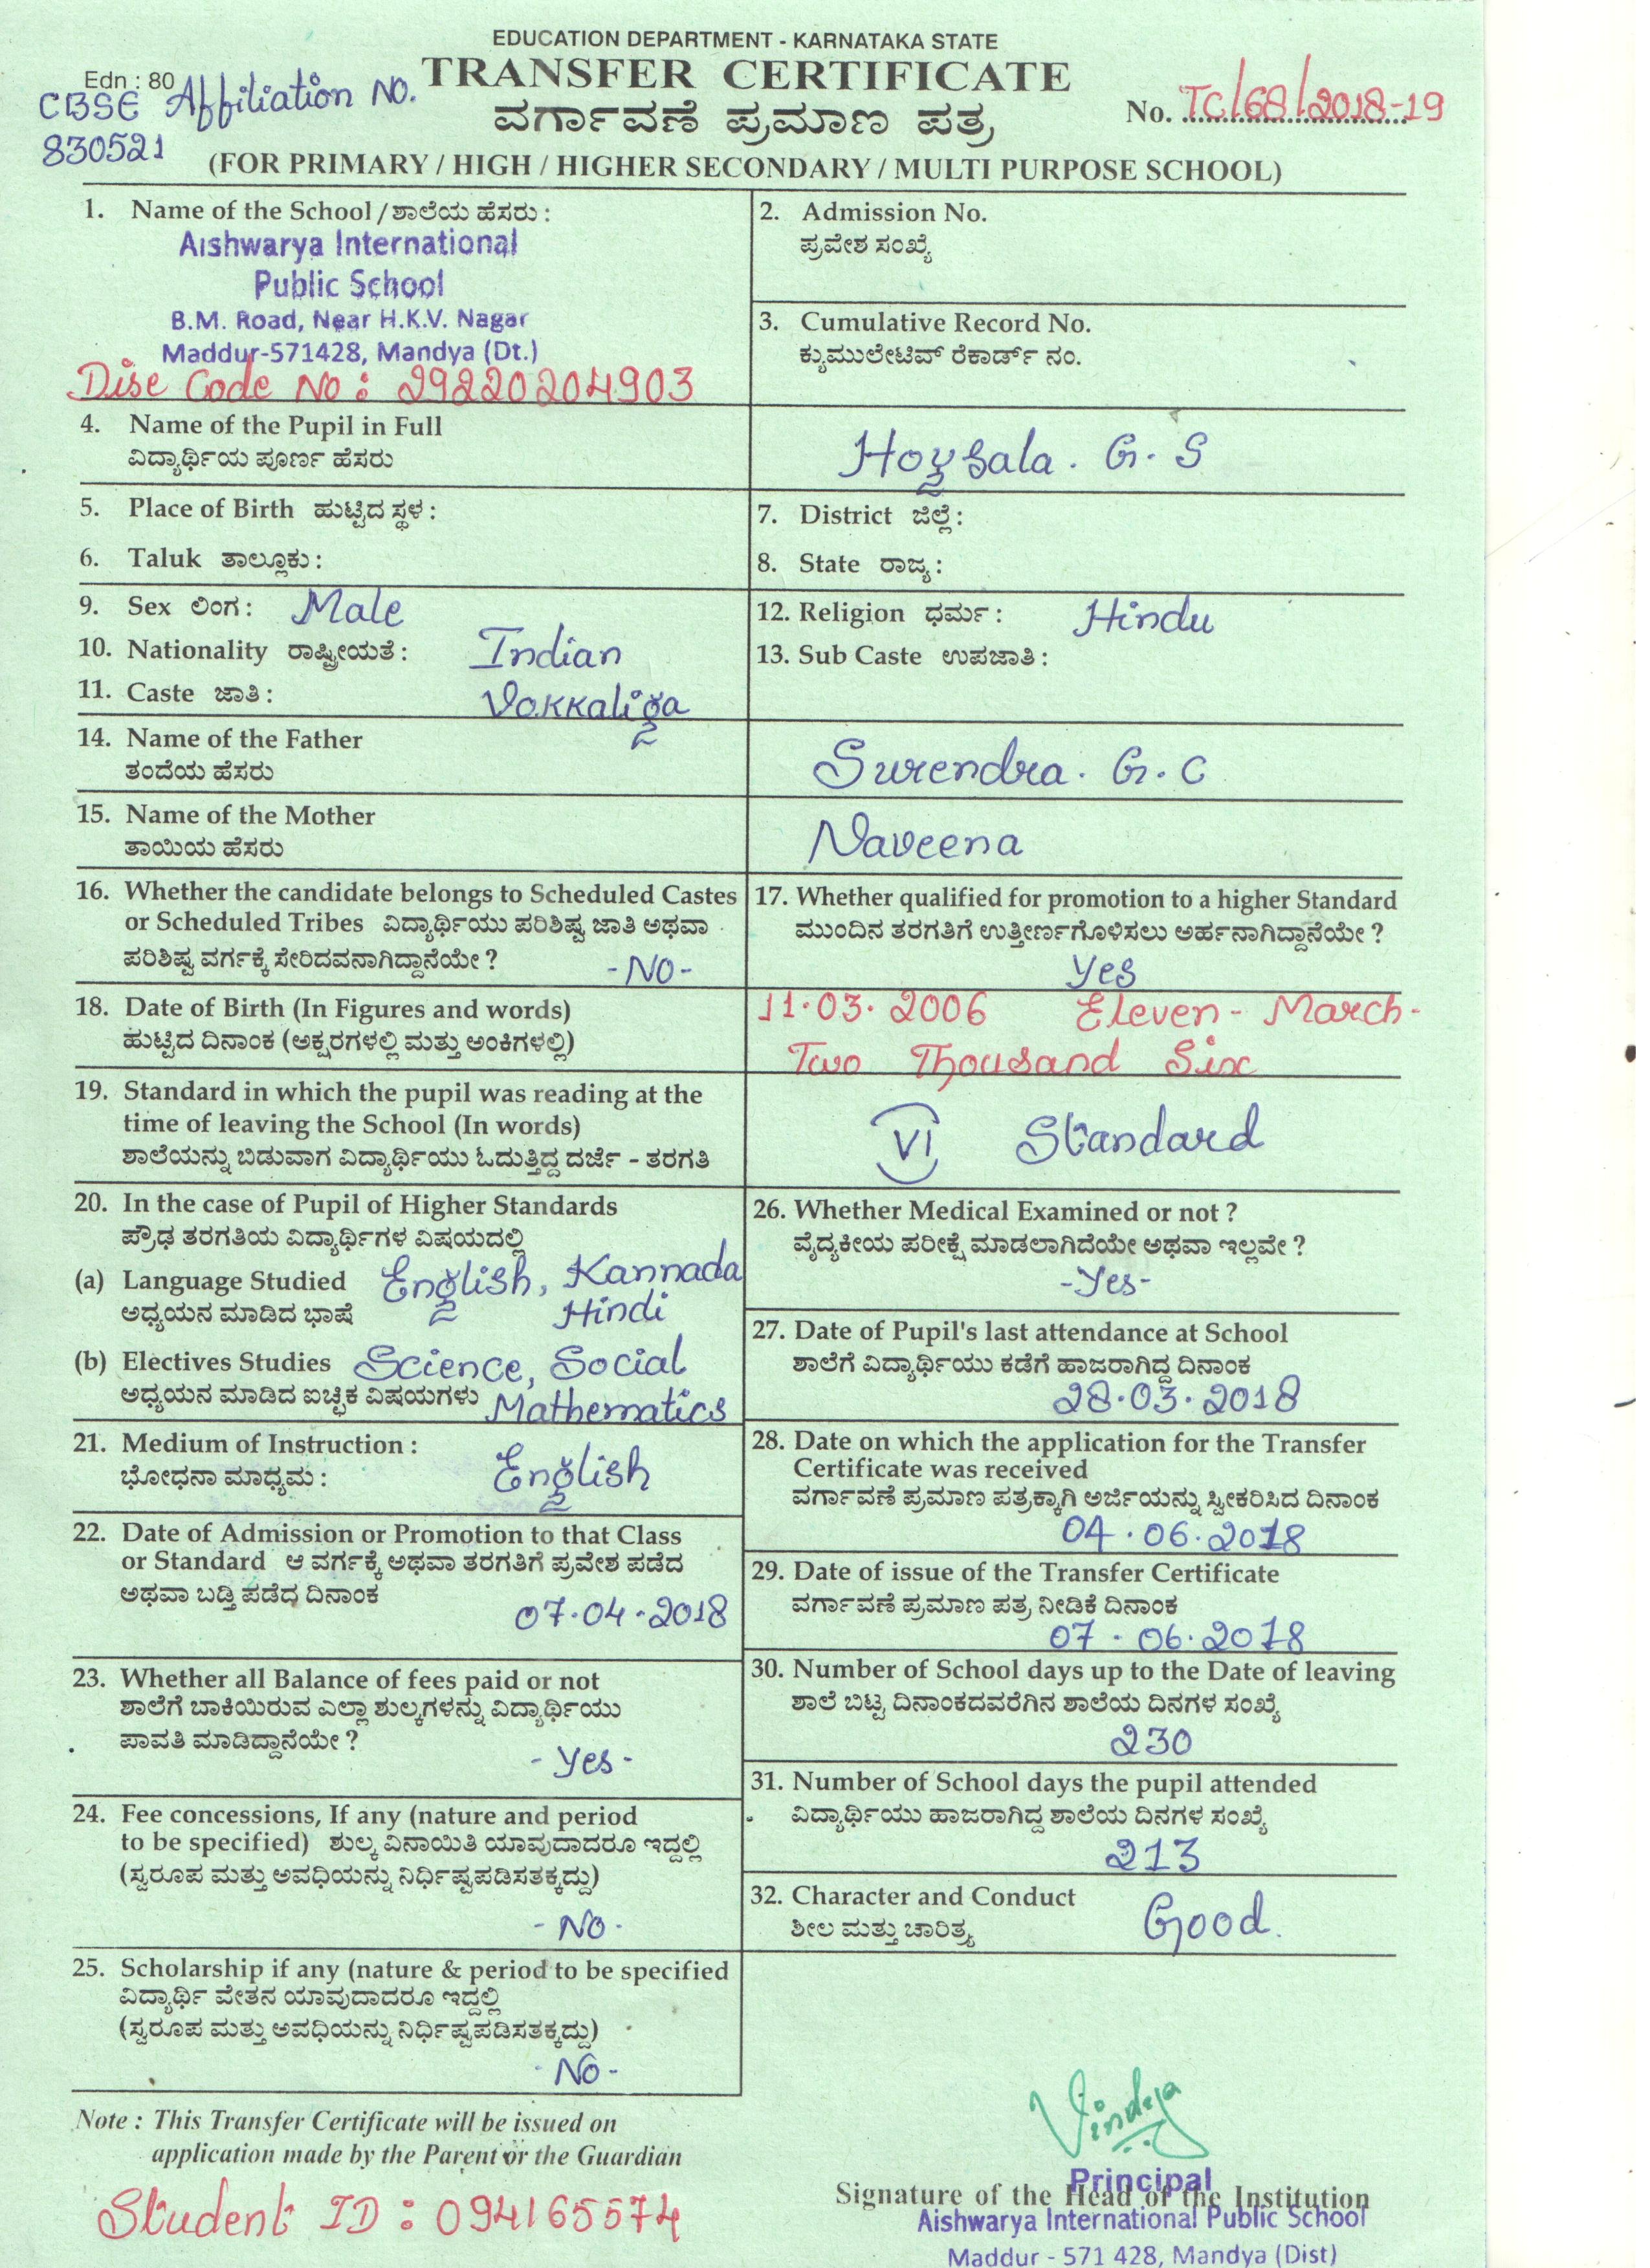 EDUCATION DEPARTMENT - KARNATAKA STATE
Edn : 80
TRANSFER CERTIFICATE
CBSE Affiliation NO.
830521
ವರ್ಗಾವಣೆ ಪ್ರಮಾಣ ಪತ್ರ
No. TC/68/2018-19
(FOR PRIMARY / HIGH / HIGHER SECONDARY / MULTI PURPOSE SCHOOL)
1. Name of the School / ಶಾಲೆಯ ಹೆಸರು :
Aishwarya International
Public School
B.M. Road, Near H.K.V. Nagar
Maddur-571428, Mandya (Dt.)
Dise Code No : 29220204903
2. Admission No.
ಪ್ರವೇಶ ಸಂಖ್ಯೆ
3. Cumulative Record No.
ಕ್ಯುಮುಲೇಟಿವ್ ರೆಕಾರ್ಡ್ ನಂ.
4. Name of the Pupil in Full
ವಿದ್ಯಾರ್ಥಿಯ ಪೂರ್ಣ ಹೆಸರು
Hoysala. G. S
5. Place of Birth ಹುಟ್ಟಿದ ಸ್ಥಳ :
6. Taluk ತಾಲ್ಲೂಕು :
7. District ಜಿಲ್ಲೆ :
8. State ರಾಜ್ಯ :
9. Sex ಲಿಂಗ : Male
10. Nationality ರಾಷ್ಟ್ರೀಯತೆ : Indian
11. Caste ಜಾತಿ : Vokkaliga
12. Religion ಧರ್ಮ : Hindu
13. Sub Caste ಉಪಜಾತಿ :
14. Name of the Father
ತಂದೆಯ ಹೆಸರು
Surendra. G. C
15. Name of the Mother
ತಾಯಿಯ ಹೆಸರು
Naveena
16. Whether the candidate belongs to Scheduled Castes
or Scheduled Tribes ವಿದ್ಯಾರ್ಥಿಯು ಪರಿಶಿಷ್ಟ ಜಾತಿ ಅಥವಾ
ಪರಿಶಿಷ್ಟ ವರ್ಗಕ್ಕೆ ಸೇರಿದವನಾಗಿದ್ದಾನೆಯೇ ? - NO -
17. Whether qualified for promotion to a higher Standard
ಮುಂದಿನ ತರಗತಿಗೆ ಉತ್ತೀರ್ಣಗೊಳಿಸಲು ಅರ್ಹನಾಗಿದ್ದಾನೆಯೇ ?
Yes
18. Date of Birth (In Figures and words)
ಹುಟ್ಟಿದ ದಿನಾಂಕ (ಅಕ್ಷರಗಳಲ್ಲಿ ಮತ್ತು ಅಂಕಿಗಳಲ್ಲಿ)
11.03.2006 Eleven - March -
Two Thousand Six
19. Standard in which the pupil was reading at the
time of leaving the School (In words)
ಶಾಲೆಯನ್ನು ಬಿಡುವಾಗ ವಿದ್ಯಾರ್ಥಿಯು ಓದುತ್ತಿದ್ದ ದರ್ಜೆ - ತರಗತಿ
VI Standard
20. In the case of Pupil of Higher Standards
ಪ್ರೌಢ ತರಗತಿಯ ವಿದ್ಯಾರ್ಥಿಗಳ ವಿಷಯದಲ್ಲಿ
(a) Language Studied English, Kannada
ಅಧ್ಯಯನ ಮಾಡಿದ ಭಾಷೆ Hindi
(b) Electives Studies Science, Social
ಅಧ್ಯಯನ ಮಾಡಿದ ಐಚ್ಛಿಕ ವಿಷಯಗಳು Mathematics
21. Medium of Instruction :
ಭೋಧನಾ ಮಾಧ್ಯಮ : English
22. Date of Admission or Promotion to that Class
or Standard ಆ ವರ್ಗಕ್ಕೆ ಅಥವಾ ತರಗತಿಗೆ ಪ್ರವೇಶ ಪಡೆದ
ಅಥವಾ ಬಡ್ತಿ ಪಡೆದ ದಿನಾಂಕ
07.04.2018
23. Whether all Balance of fees paid or not
ಶಾಲೆಗೆ ಬಾಕಿಯಿರುವ ಎಲ್ಲಾ ಶುಲ್ಕಗಳನ್ನು ವಿದ್ಯಾರ್ಥಿಯು
ಪಾವತಿ ಮಾಡಿದ್ದಾನೆಯೇ ?
- Yes -
24. Fee concessions, If any (nature and period
to be specified) ಶುಲ್ಕ ವಿನಾಯಿತಿ ಯಾವುದಾದರೂ ಇದ್ದಲ್ಲಿ
(ಸ್ವರೂಪ ಮತ್ತು ಅವಧಿಯನ್ನು ನಿರ್ಧಿಷ್ಟಪಡಿಸತಕ್ಕದ್ದು)
- NO -
25. Scholarship if any (nature & period to be specified
ವಿದ್ಯಾರ್ಥಿ ವೇತನ ಯಾವುದಾದರೂ ಇದ್ದಲ್ಲಿ
(ಸ್ವರೂಪ ಮತ್ತು ಅವಧಿಯನ್ನು ನಿರ್ಧಿಷ್ಟಪಡಿಸತಕ್ಕದ್ದು)
- NO -
26. Whether Medical Examined or not ?
ವೈದ್ಯಕೀಯ ಪರೀಕ್ಷೆ ಮಾಡಲಾಗಿದೆಯೇ ಅಥವಾ ಇಲ್ಲವೇ ?
- Yes -
27. Date of Pupil's last attendance at School
ಶಾಲೆಗೆ ವಿದ್ಯಾರ್ಥಿಯು ಕಡೆಗೆ ಹಾಜರಾಗಿದ್ದ ದಿನಾಂಕ
28.03.2018
28. Date on which the application for the Transfer
Certificate was received
ವರ್ಗಾವಣೆ ಪ್ರಮಾಣ ಪತ್ರಕ್ಕಾಗಿ ಅರ್ಜಿಯನ್ನು ಸ್ವೀಕರಿಸಿದ ದಿನಾಂಕ
04.06.2018
29. Date of issue of the Transfer Certificate
ವರ್ಗಾವಣೆ ಪ್ರಮಾಣ ಪತ್ರ ನೀಡಿಕೆ ದಿನಾಂಕ
07.06.2018
30. Number of School days up to the Date of leaving
ಶಾಲೆ ಬಿಟ್ಟ ದಿನಾಂಕದವರೆಗಿನ ಶಾಲೆಯ ದಿನಗಳ ಸಂಖ್ಯೆ
230
31. Number of School days the pupil attended
ವಿದ್ಯಾರ್ಥಿಯು ಹಾಜರಾಗಿದ್ದ ಶಾಲೆಯ ದಿನಗಳ ಸಂಖ್ಯೆ
213
32. Character and Conduct
ಶೀಲ ಮತ್ತು ಚಾರಿತ್ರ್ಯ
Good.
Note : This Transfer Certificate will be issued on
application made by the Parent or the Guardian
Student ID : 094165574
Principal
Signature of the Head of the Institution
Aishwarya International Public School
Maddur - 571 428, Mandya (Dist)